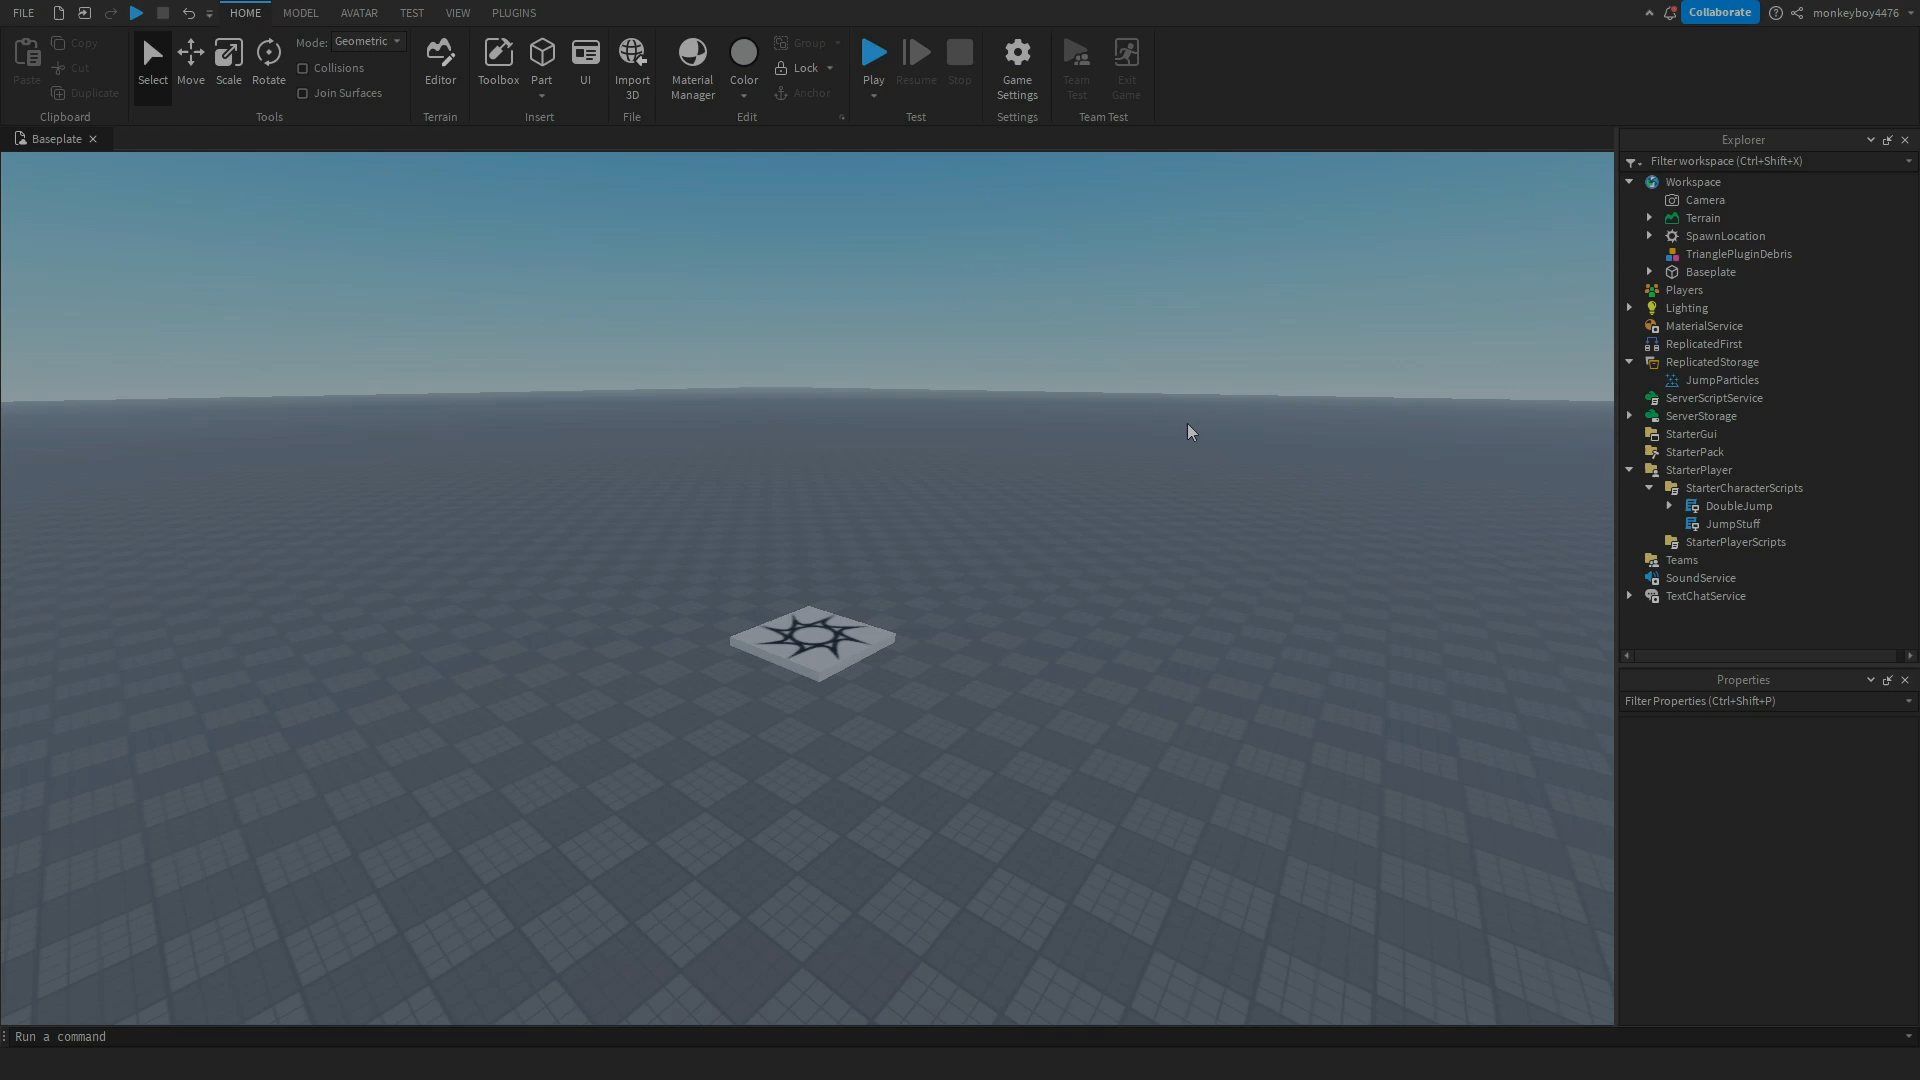 FILE HOME MODEL AVATAR TEST VIEW PLUGINS Collaborate monkeyboy4476
Paste
Copy
Cut
Duplicate
Clipboard
Select Move Scale Rotate
Mode: Geometric
Collisions
Join Surfaces
Tools
Editor
Terrain
Toolbox Part UI
Insert
Import
3D
File
Material
Manager
Color
Group
Lock
Anchor
Edit
Play Resume Stop
Test
Game
Settings
Settings
Team
Test
Exit
Game
Team Test
Baseplate
Explorer
Filter workspace (Ctrl+Shift+X)
Workspace
Camera
Terrain
SpawnLocation
TrianglePluginDebris
Baseplate
Players
Lighting
MaterialService
ReplicatedFirst
ReplicatedStorage
JumpParticles
ServerScriptService
ServerStorage
StarterGui
StarterPack
StarterPlayer
StarterCharacterScripts
DoubleJump
JumpStuff
StarterPlayerScripts
Teams
SoundService
TextChatService
Properties
Filter Properties (Ctrl+Shift+P)
Run a command